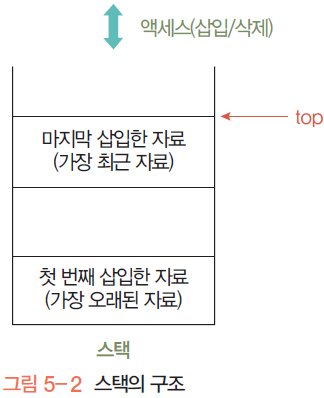 액세스(삽입/삭제)
top
마지막 삽입한 자료
(가장 최근 자료)
첫 번째 삽입한 자료
(가장 오래된 자료)
스택
그림 5-2 스택의 구조